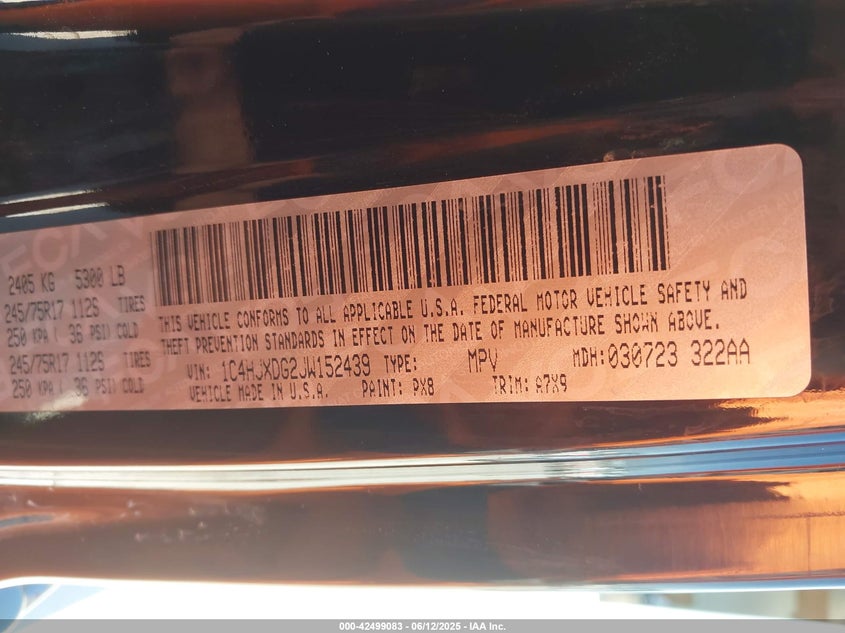 2405 KG 5300 LB
245/75R17 112S TIRES
250 KPA ( 36 PSI) COLD
245/75R17 112S TIRES
250 KPA ( 36 PSI) COLD
THIS VEHICLE CONFORMS TO ALL APPLICABLE U.S.A. FEDERAL MOTOR VEHICLE SAFETY AND
THEFT PREVENTION STANDARDS IN EFFECT ON THE DATE OF MANUFACTURE SHOWN ABOVE.
VIN: 1C4HJXDG2JW152439 TYPE: MPV MDH:030723 322AA
VEHICLE MADE IN U.S.A. PAINT: PX8 TRIM: A7X9
000-42499083 - 06/12/2025 - IAA Inc.